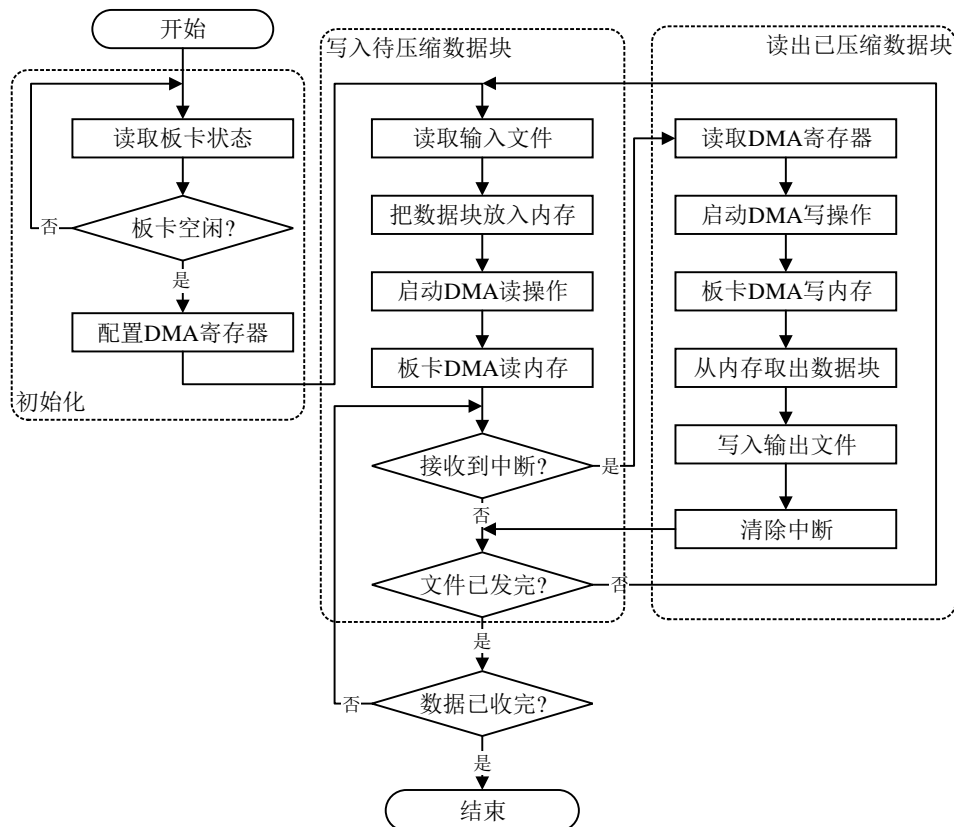 开始
初始化
读取板卡状态
板卡空闲?
否
是
配置DMA寄存器
写入待压缩数据块
读取输入文件
把数据块放入内存
启动DMA读操作
板卡DMA读内存
接收到中断?
是
否
文件已发完?
否
是
数据已收完?
否
是
结束
读出已压缩数据块
读取DMA寄存器
启动DMA写操作
板卡DMA写内存
从内存取出数据块
写入输出文件
清除中断